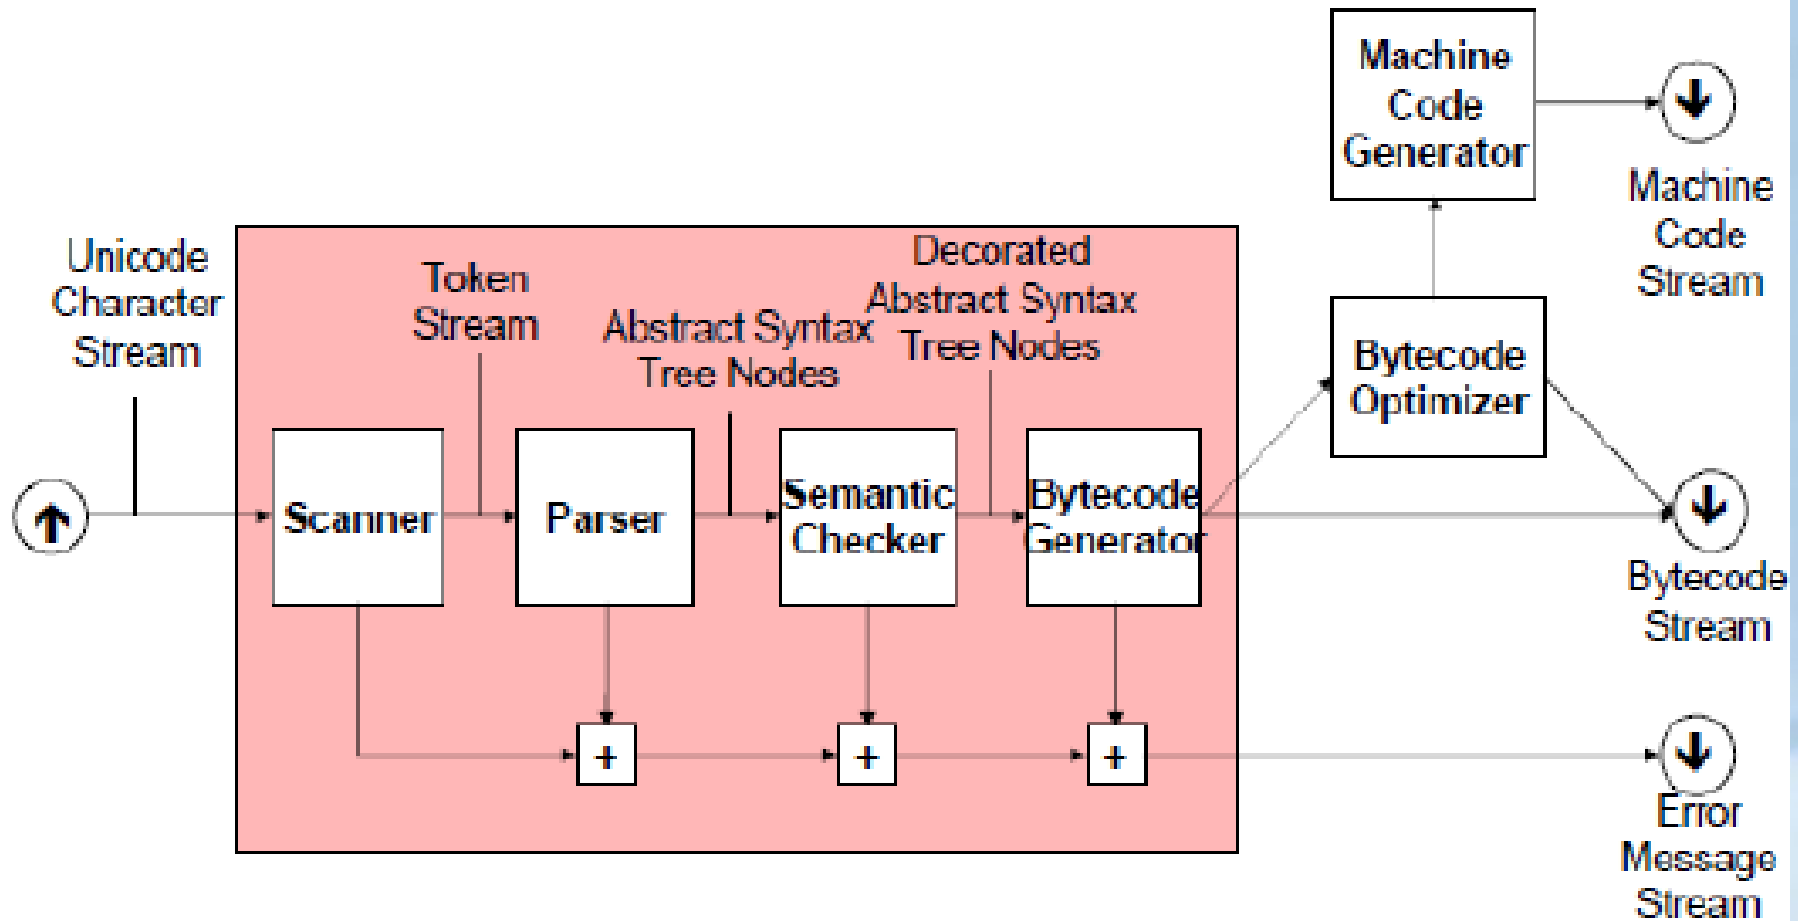 Unicode
Character
Stream
Token
Stream
Abstract Syntax
Tree Nodes
Decorated
Abstract Syntax
Tree Nodes
Scanner
Parser
Semantic
Checker
Bytecode
Generator
+
+
+
Machine
Code
Generator
Bytecode
Optimizer
Machine
Code
Stream
Bytecode
Stream
Error
Message
Stream